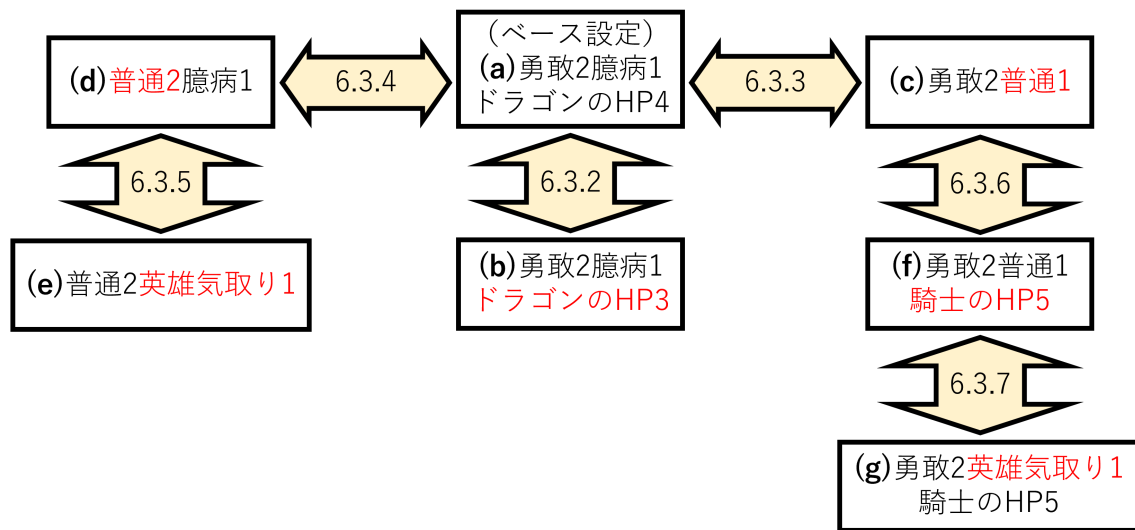 (ベース設定)
(d)普通2臆病1
6.3.4
(a)勇敢2臆病1
ドラゴンのHP4
6.3.3
(c)勇敢2普通1
6.3.5
6.3.2
6.3.6
(e)普通2英雄気取り1
(b)勇敢2臆病1
ドラゴンのHP3
(f)勇敢2普通1
騎士のHP5
6.3.7
(g)勇敢2英雄気取り1
騎士のHP5